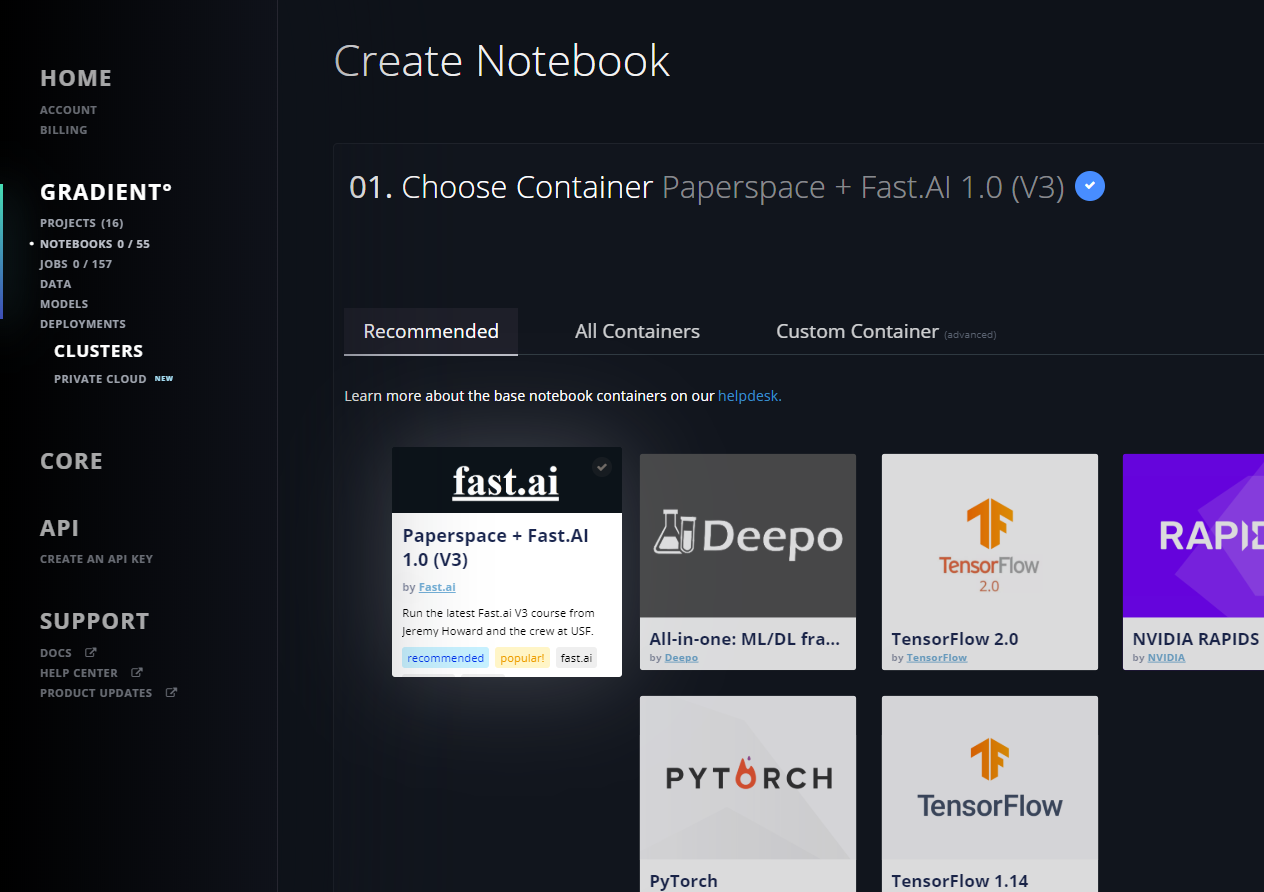 HOME
ACCOUNT
BILLING
GRADIENT°
PROJECTS (16)
NOTEBOOKS 0 / 55
JOBS 0 / 157
DATA
MODELS
DEPLOYMENTS
CLUSTERS
PRIVATE CLOUD NEW
CORE
API
CREATE AN API KEY
SUPPORT
DOCS
HELP CENTER
PRODUCT UPDATES
Create Notebook
01. Choose Container Paperspace + Fast.AI 1.0 (V3)
Recommended All Containers Custom Container (advanced)
Learn more about the base notebook containers on our helpdesk.
fast.ai
Paperspace + Fast.AI
1.0 (V3)
by Fast.ai
Run the latest Fast.ai V3 course from
Jeremy Howard and the crew at USF.
recommended popular! fast.ai
Deepo
All-in-one: ML/DL fra...
by Deepo
TensorFlow
2.0
TensorFlow 2.0
by TensorFlow
RAPID
NVIDIA RAPIDS
by NVIDIA
PYTORCH
PyTorch
TensorFlow
TensorFlow 1.14